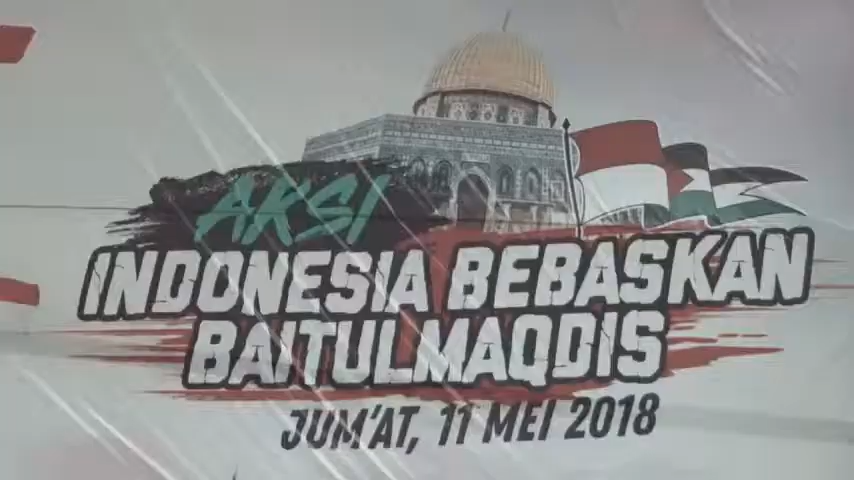 AKSI
INDONESIA BEBASKAN
BAITULMAQDIS
JUM'AT, 11 MEI 2018